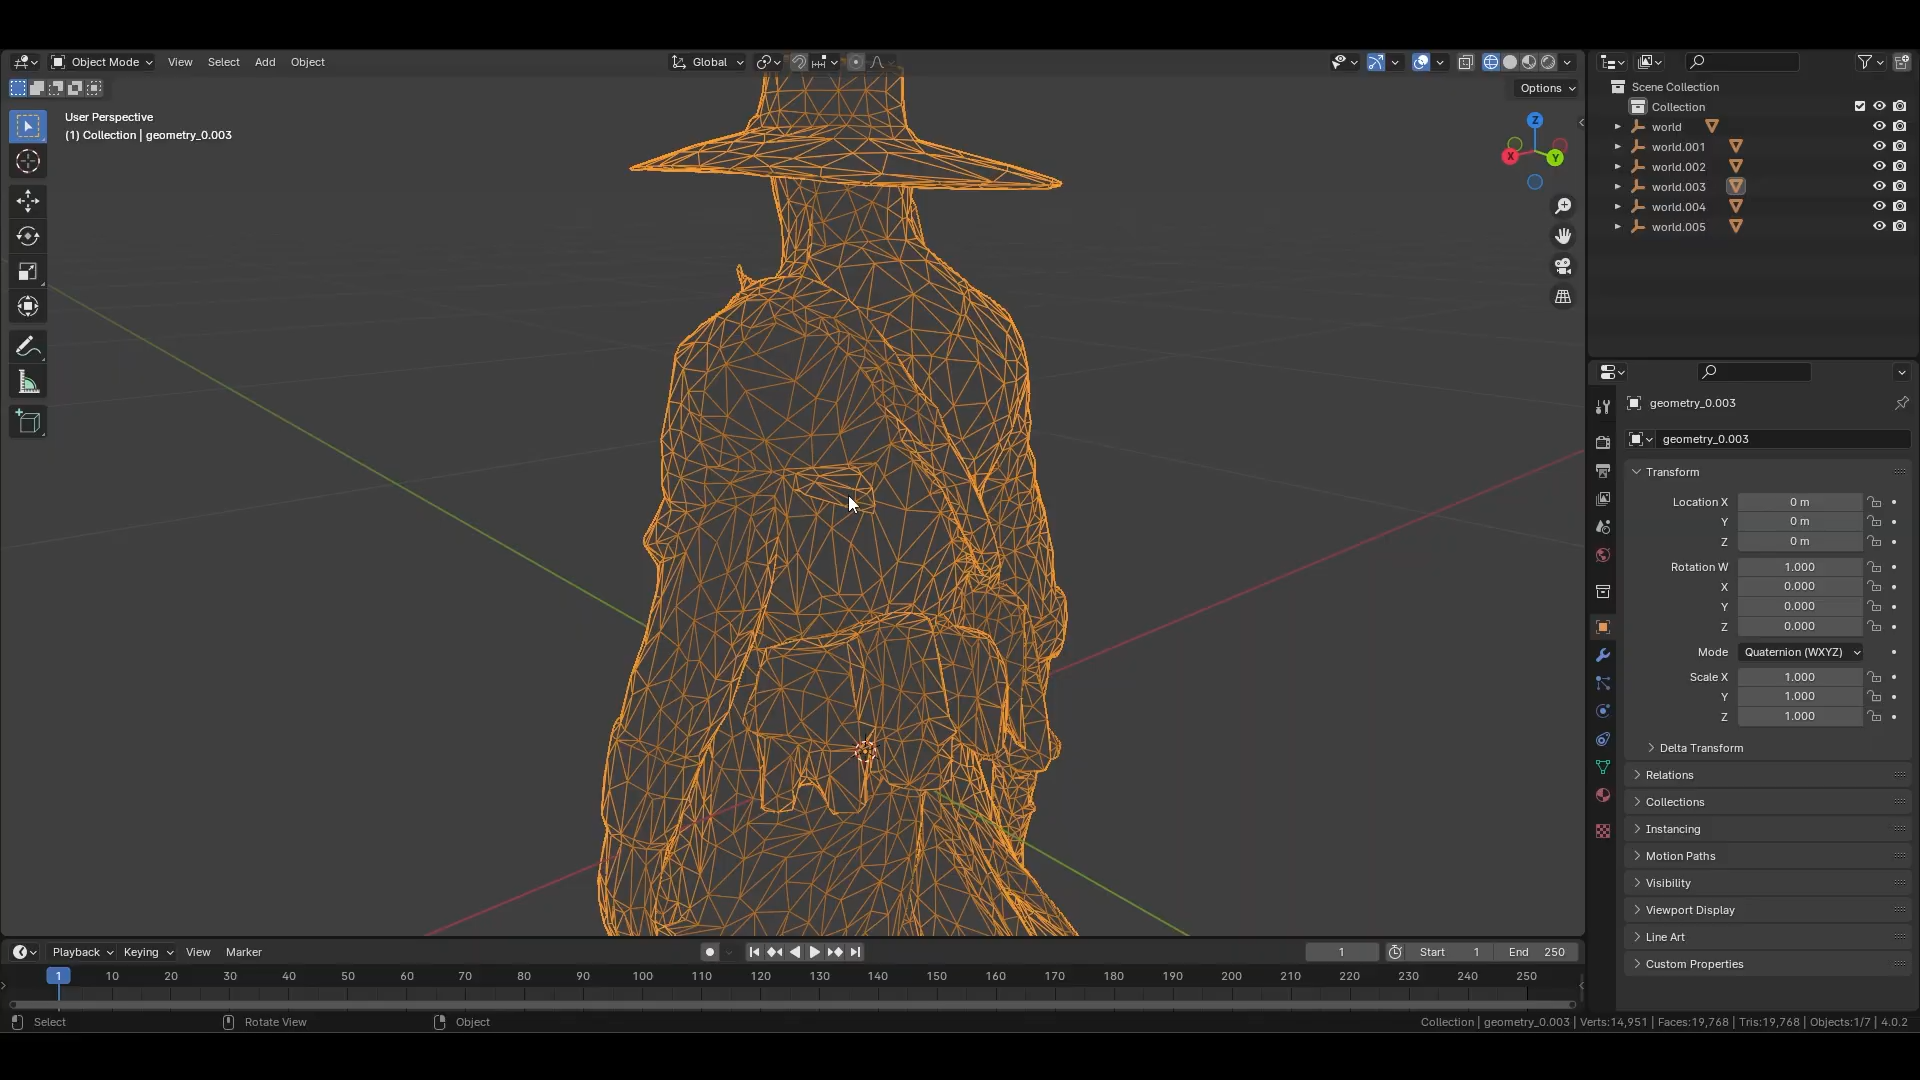 Object Mode View Select Add Object Global
Options
User Perspective
(1) Collection | geometry_0.003
Z
X
Y
Scene Collection
Collection
world
world.001
world.002
world.003
world.004
world.005
geometry_0.003
geometry_0.003
Transform
Location X 0 m
Y 0 m
Z 0 m
Rotation W 1.000
X 0.000
Y 0.000
Z 0.000
Mode Quaternion (WXYZ)
Scale X 1.000
Y 1.000
Z 1.000
Delta Transform
Relations
Collections
Instancing
Motion Paths
Visibility
Viewport Display
Line Art
Custom Properties
Playback Keying View Marker 1 Start 1 End 250
1 10 20 30 40 50 60 70 80 90 100 110 120 130 140 150 160 170 180 190 200 210 220 230 240 250
Select Rotate View Object Collection | geometry_0.003 | Verts:14,951 | Faces:19,768 | Tris:19,768 | Objects:1/7 | 4.0.2